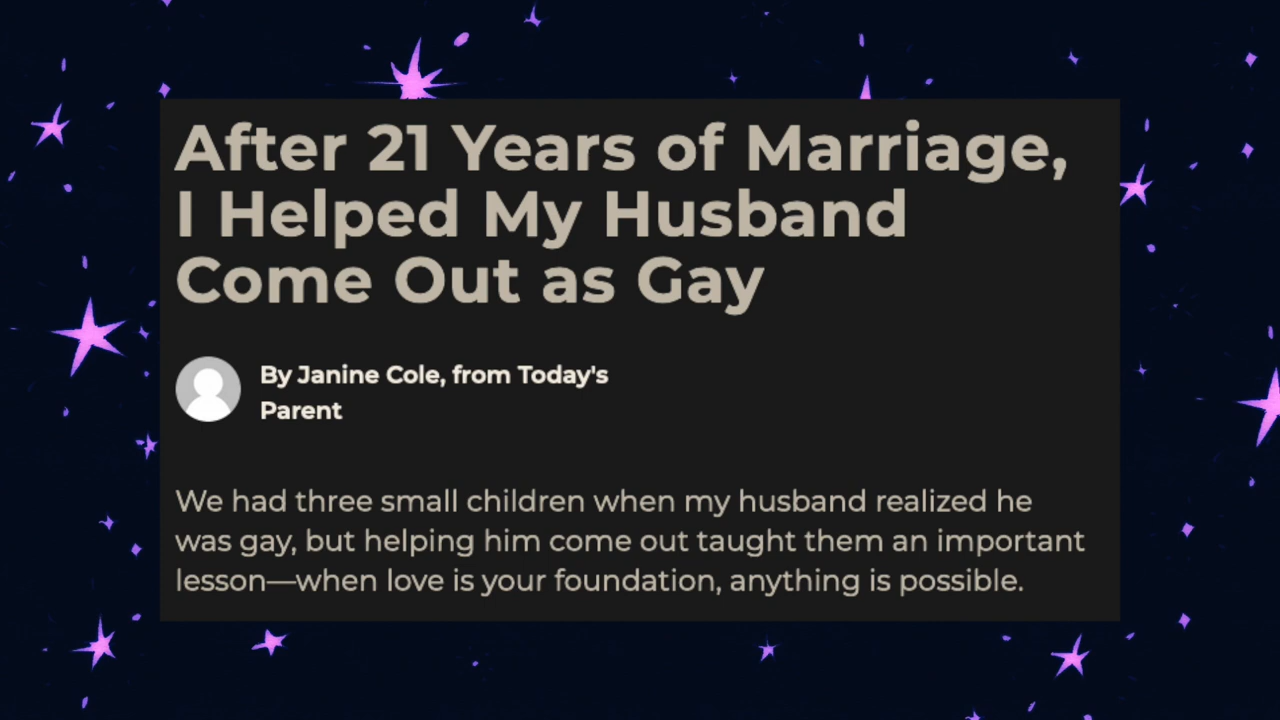 After 21 Years of Marriage,
I Helped My Husband
Come Out as Gay
By Janine Cole, from Today's
Parent
We had three small children when my husband realized he
was gay, but helping him come out taught them an important
lesson—when love is your foundation, anything is possible.